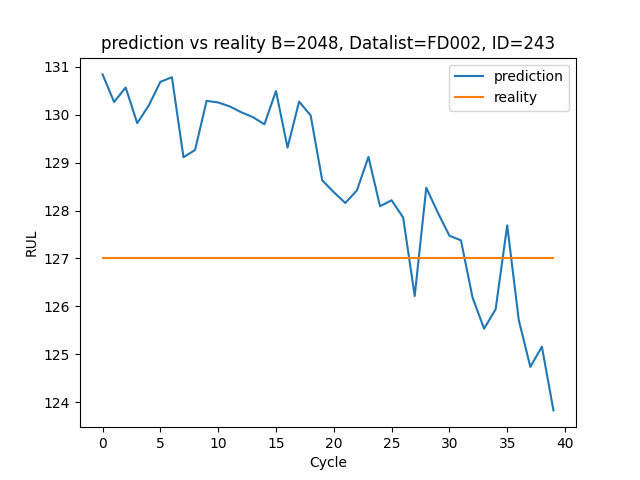 prediction vs reality B=2048, Datalist=FD002, ID=243
prediction
reality
131
130
129
128
127
126
125
124
RUL
0 5 10 15 20 25 30 35 40
Cycle